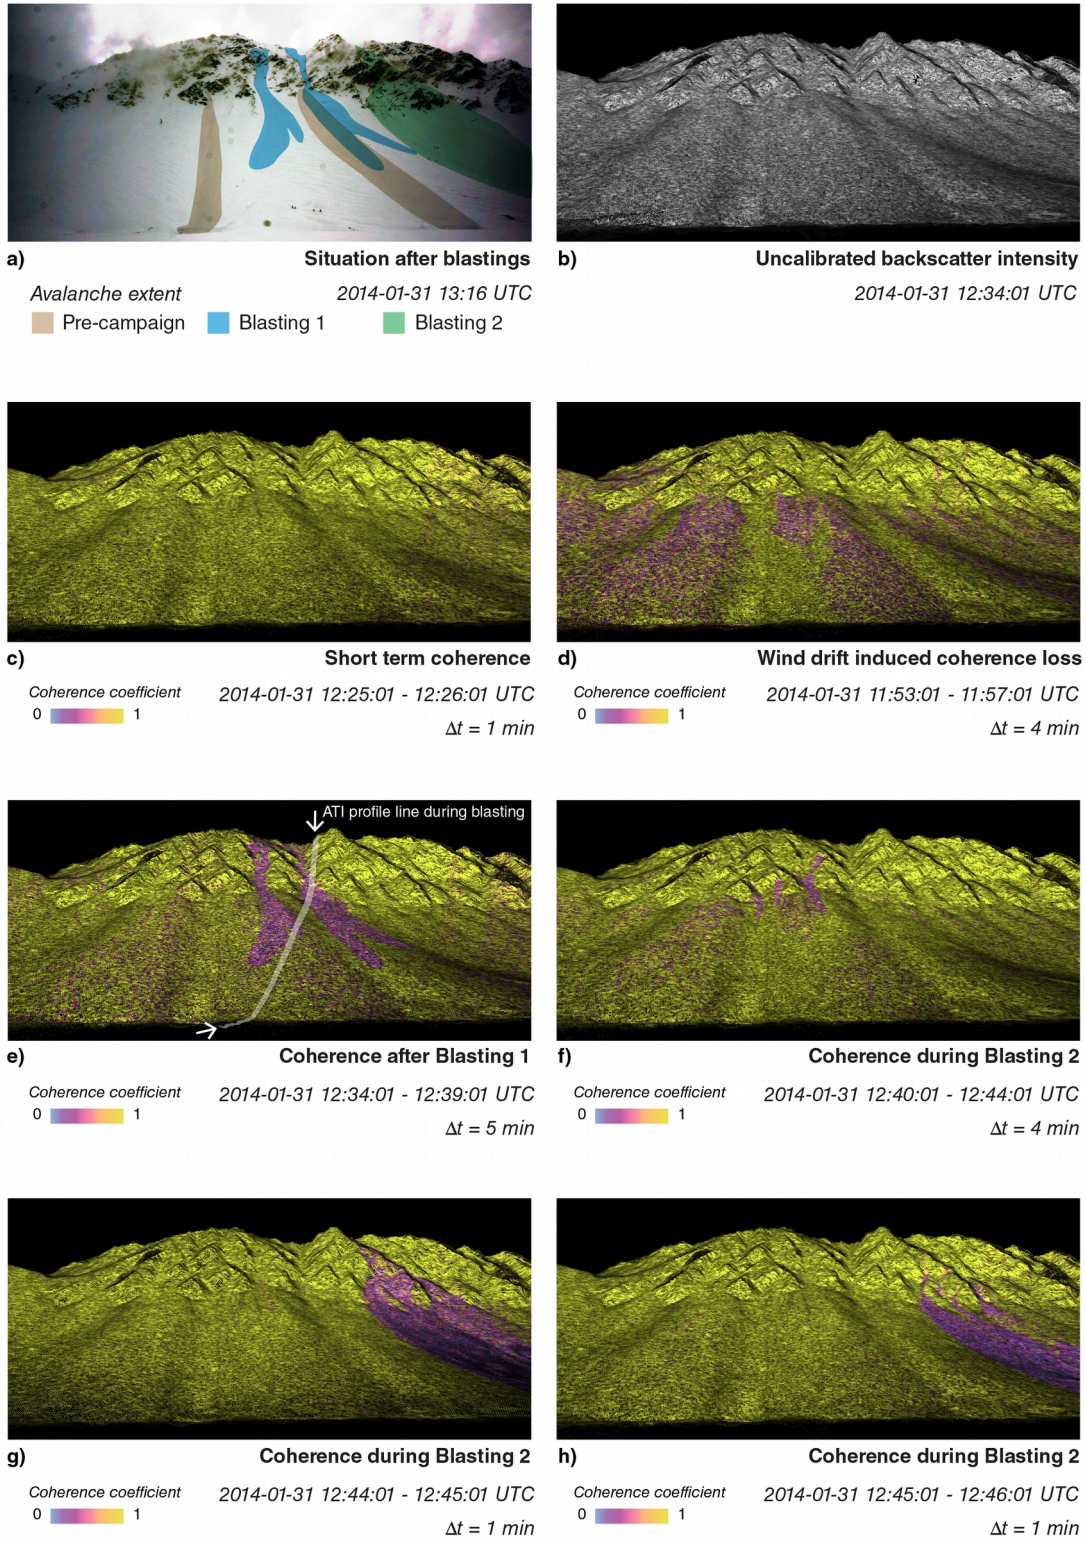 a) Situation after blastings
Avalanche extent 2014-01-31 13:16 UTC
Pre-campaign Blasting 1 Blasting 2
b) Uncalibrated backscatter intensity
2014-01-31 12:34:01 UTC
c) Short term coherence
Coherence coefficient 2014-01-31 12:25:01 - 12:26:01 UTC
0 1
Δt = 1 min
d) Wind drift induced coherence loss
Coherence coefficient 2014-01-31 11:53:01 - 11:57:01 UTC
0 1
Δt = 4 min
ATI profile line during blasting
e) Coherence after Blasting 1
Coherence coefficient 2014-01-31 12:34:01 - 12:39:01 UTC
0 1
Δt = 5 min
f) Coherence during Blasting 2
Coherence coefficient 2014-01-31 12:40:01 - 12:44:01 UTC
0 1
Δt = 4 min
g) Coherence during Blasting 2
Coherence coefficient 2014-01-31 12:44:01 - 12:45:01 UTC
0 1
Δt = 1 min
h) Coherence during Blasting 2
Coherence coefficient 2014-01-31 12:45:01 - 12:46:01 UTC
0 1
Δt = 1 min